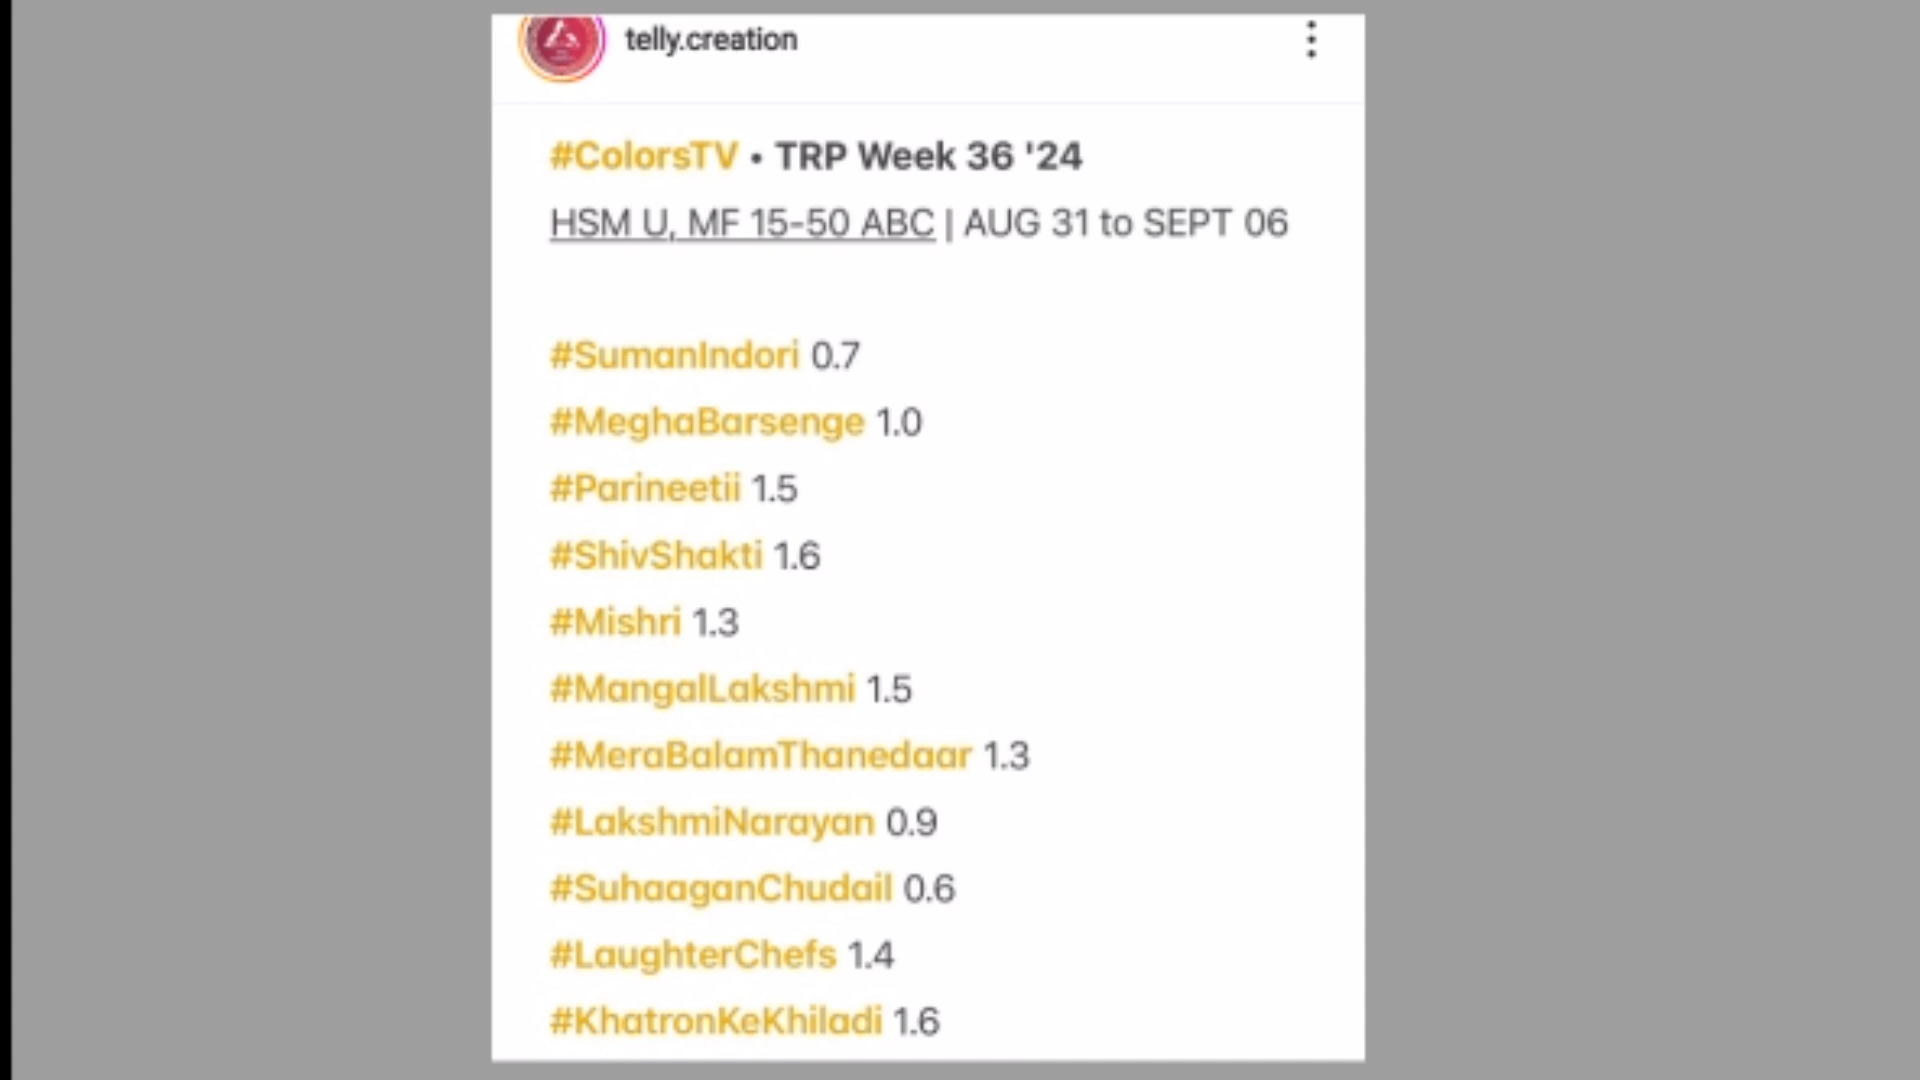 telly.creation
#ColorsTV • TRP Week 36 '24
HSM U, MF 15-50 ABC | AUG 31 to SEPT 06
#SumanIndori 0.7
#MeghaBarsenge 1.0
#Parineetii 1.5
#ShivShakti 1.6
#Mishri 1.3
#MangalLakshmi 1.5
#MeraBalamThanedaar 1.3
#LakshmiNarayan 0.9
#SuhaaganChudail 0.6
#LaughterChefs 1.4
#KhatronKeKhiladi 1.6